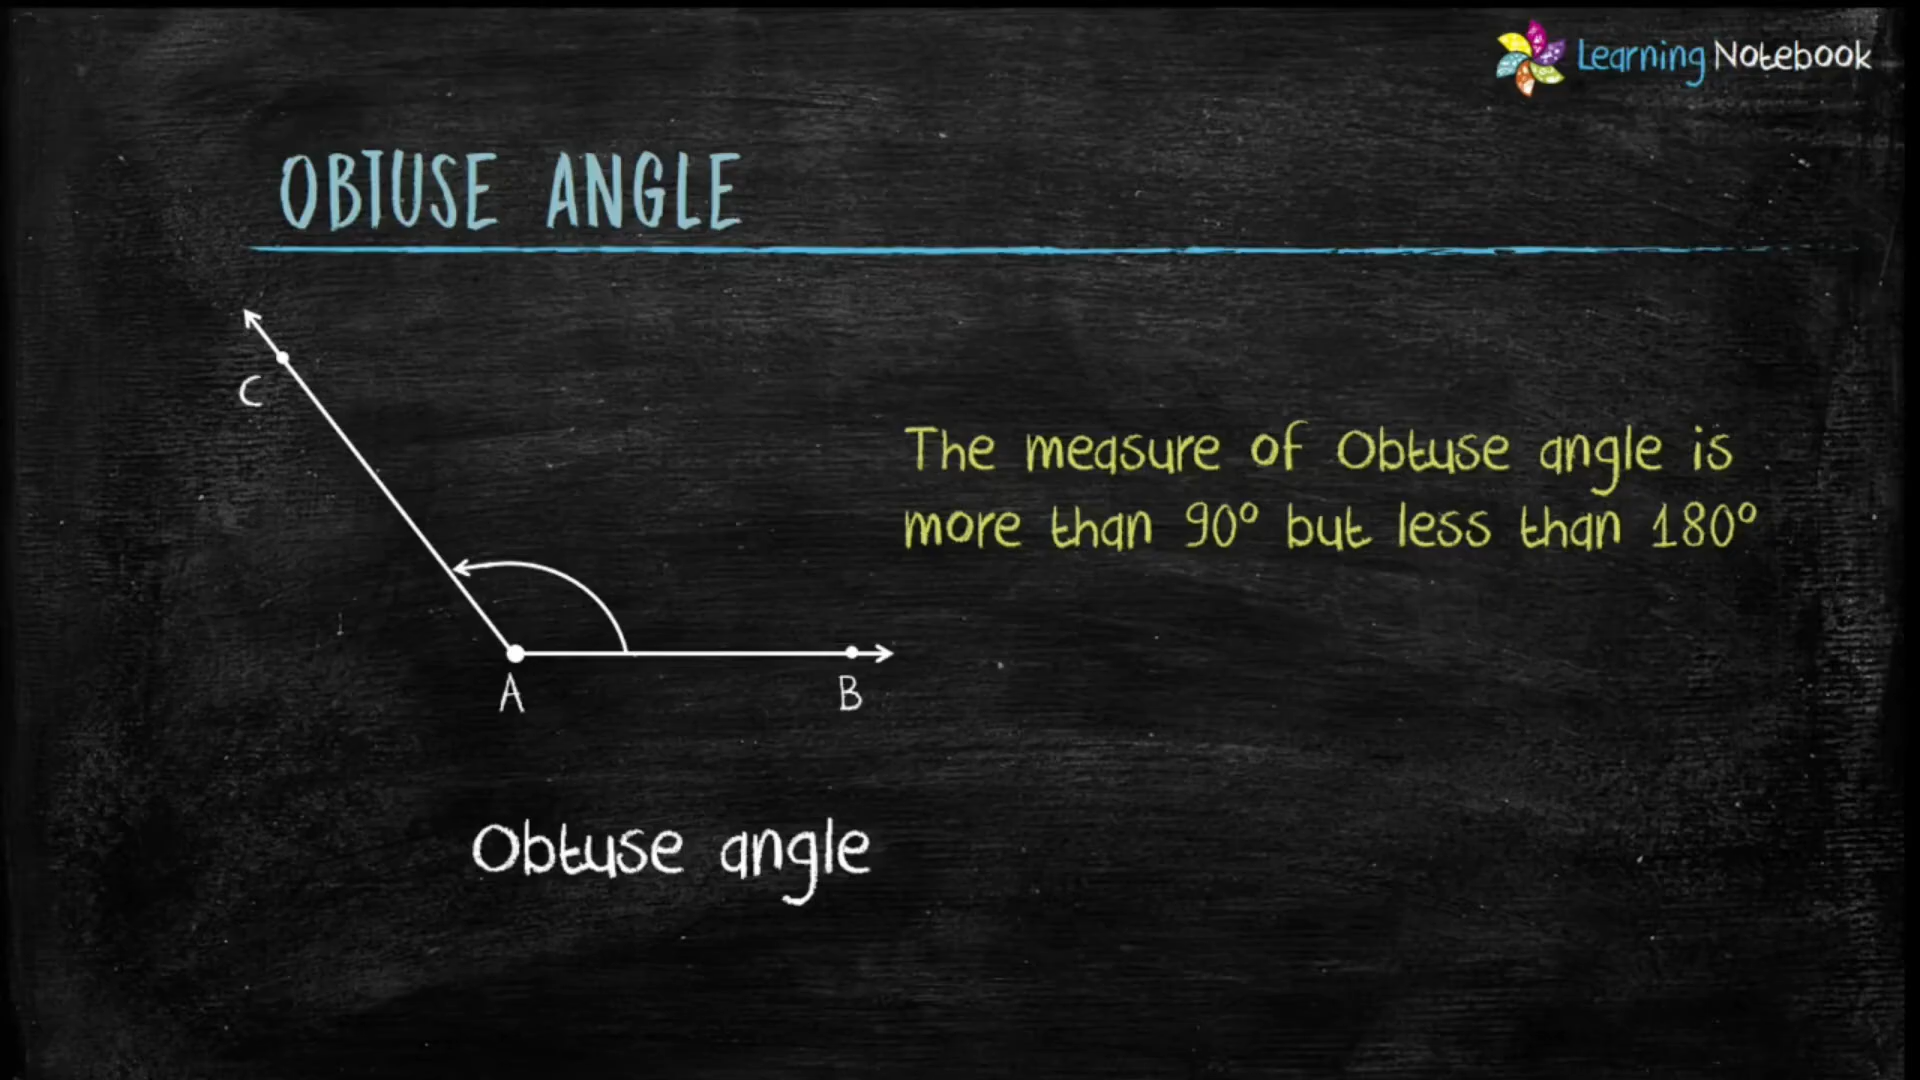 Learning Notebook
OBTUSE ANGLE
C
The measure of Obtuse angle is
more than 90° but less than 180°
A
B
Obtuse angle